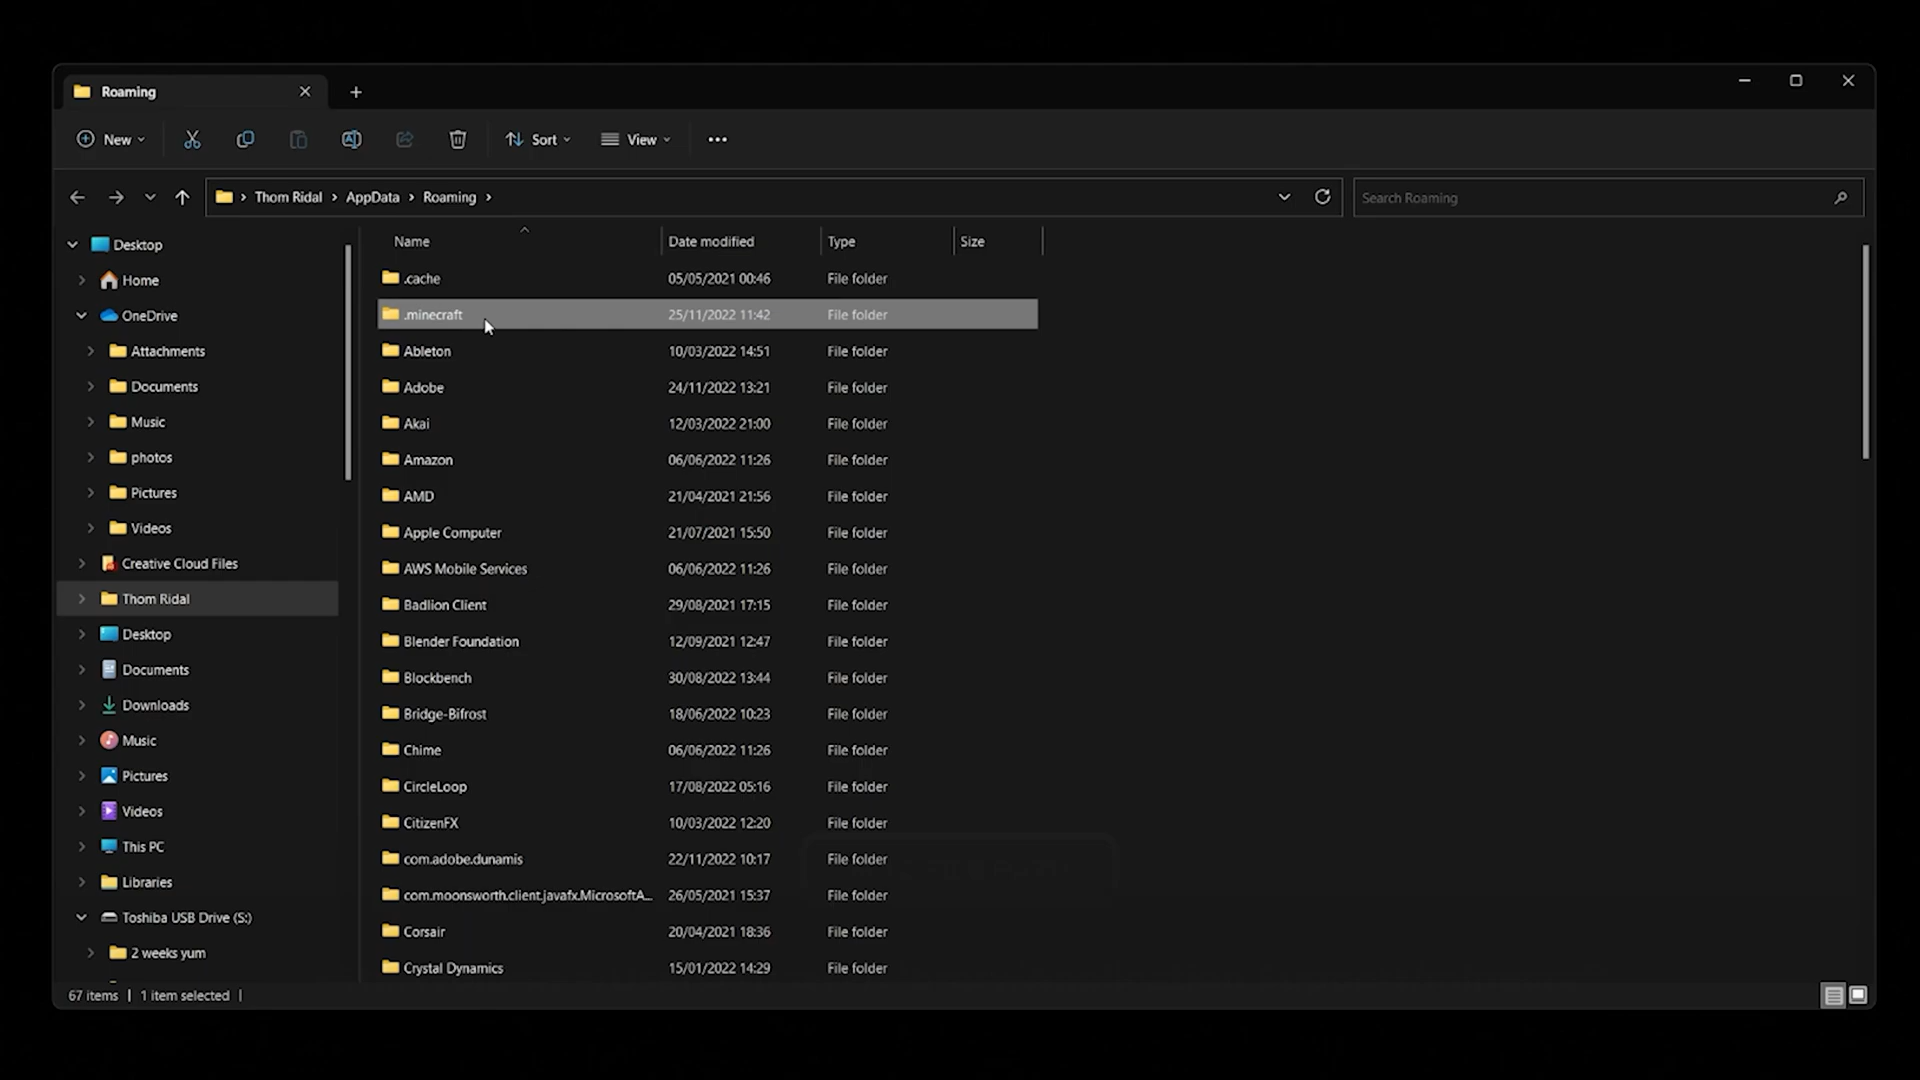 Roaming
New
Sort
View
Thom Ridal
AppData
Roaming
Search Roaming
Desktop
Home
OneDrive
Attachments
Documents
Music
photos
Pictures
Videos
Creative Cloud Files
Thom Ridal
Desktop
Documents
Downloads
Music
Pictures
Videos
This PC
Libraries
Toshiba USB Drive (S:)
2 weeks yum
Name Date modified Type Size
.cache 05/05/2021 00:46 File folder
.minecraft 25/11/2022 11:42 File folder
Ableton 10/03/2022 14:51 File folder
Adobe 24/11/2022 13:21 File folder
Akai 12/03/2022 21:00 File folder
Amazon 06/06/2022 11:26 File folder
AMD 21/04/2021 21:56 File folder
Apple Computer 21/07/2021 15:50 File folder
AWS Mobile Services 06/06/2022 11:26 File folder
Badlion Client 29/08/2021 17:15 File folder
Blender Foundation 12/09/2021 12:47 File folder
Blockbench 30/08/2022 13:44 File folder
Bridge-Bifrost 18/06/2022 10:23 File folder
Chime 06/06/2022 11:26 File folder
CircleLoop 17/08/2022 05:16 File folder
CitizenFX 10/03/2022 12:20 File folder
com.adobe.dunamis 22/11/2022 10:17 File folder
com.moonsworth.client.javafx.MicrosoftA... 26/05/2021 15:37 File folder
Corsair 20/04/2021 18:36 File folder
Crystal Dynamics 15/01/2022 14:29 File folder
67 items | 1 item selected |